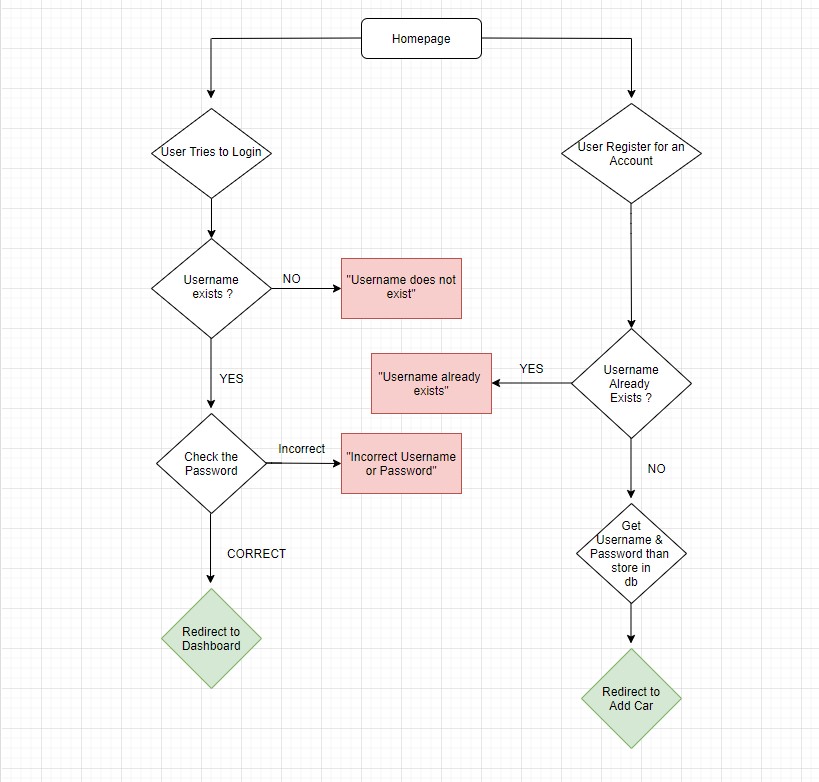 Homepage
User Tries to Login
User Register for an
Account
Username
exists ?
NO
"Username does not
exist"
YES
"Username already
exists"
YES
Username
Already
Exists ?
Check the
Password
Incorrect
"Incorrect Username
or Password"
NO
CORRECT
Get
Username &
Password than
store in
db
Redirect to
Dashboard
Redirect to
Add Car